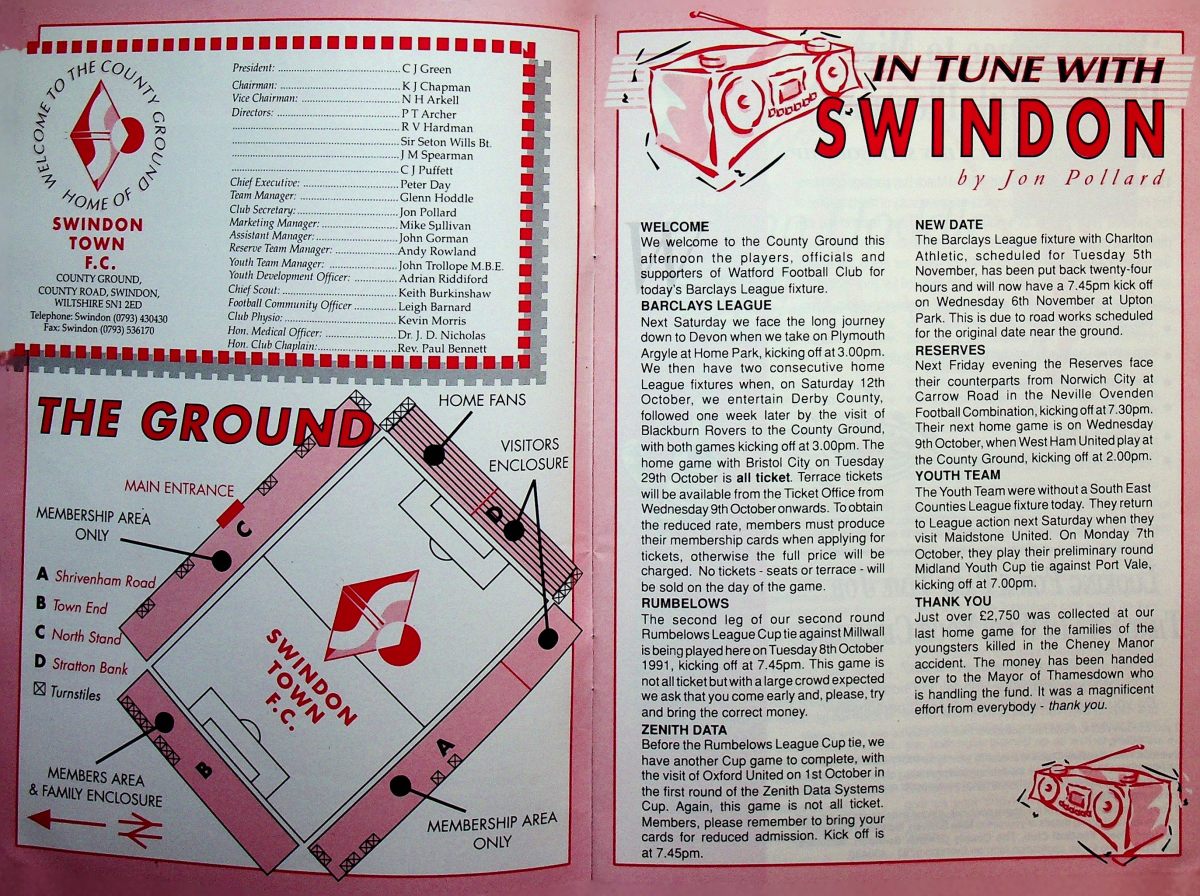 WELCOME TO THE COUNTY GROUND
HOME OF
SWINDON
TOWN
F.C.
COUNTY GROUND,
COUNTY ROAD, SWINDON,
WILTSHIRE SN1 2ED
Telephone: Swindon (0793) 430430
Fax: Swindon (0793) 536170
President: ........ C J Green
Chairman: ........ K J Chapman
Vice Chairman: ........ N H Arkell
Directors: ........ P T Archer
........ R V Hardman
........ Sir Seton Wills Bt.
........ J M Spearman
........ C J Puffett
Chief Executive: ........ Peter Day
Team Manager: ........ Glenn Hoddle
Club Secretary: ........ Jon Pollard
Marketing Manager: ........ Mike Sullivan
Assistant Manager: ........ John Gorman
Reserve Team Manager: ........ Andy Rowland
Youth Team Manager: ........ John Trollope M.B.E.
Youth Development Officer: ........ Adrian Riddiford
Chief Scout: ........ Keith Burkinshaw
Football Community Officer ........ Leigh Barnard
Club Physio: ........ Kevin Morris
Hon. Medical Officer: ........ Dr. J. D. Nicholas
Hon. Club Chaplain: ........ Rev. Paul Bennett
THE GROUND
HOME FANS
VISITORS
ENCLOSURE
MAIN ENTRANCE
MEMBERSHIP AREA
ONLY
C
D
A Shrivenham Road
B Town End
C North Stand
D Stratton Bank
Turnstiles
SWINDON
TOWN
F.C.
A
B
MEMBERS AREA
& FAMILY ENCLOSURE
MEMBERSHIP AREA
ONLY
IN TUNE WITH
SWINDON
by Jon Pollard
WELCOME
We welcome to the County Ground this
afternoon the players, officials and
supporters of Watford Football Club for
today's Barclays League fixture.
BARCLAYS LEAGUE
Next Saturday we face the long journey
down to Devon when we take on Plymouth
Argyle at Home Park, kicking off at 3.00pm.
We then have two consecutive home
League fixtures when, on Saturday 12th
October, we entertain Derby County,
followed one week later by the visit of
Blackburn Rovers to the County Ground,
with both games kicking off at 3.00pm. The
home game with Bristol City on Tuesday
29th October is all ticket. Terrace tickets
will be available from the Ticket Office from
Wednesday 9th October onwards. To obtain
the reduced rate, members must produce
their membership cards when applying for
tickets, otherwise the full price will be
charged. No tickets - seats or terrace - will
be sold on the day of the game.
RUMBELOWS
The second leg of our second round
Rumbelows League Cup tie against Millwall
is being played here on Tuesday 8th October
1991, kicking off at 7.45pm. This game is
not all ticket but with a large crowd expected
we ask that you come early and, please, try
and bring the correct money.
ZENITH DATA
Before the Rumbelows League Cup tie, we
have another Cup game to complete, with
the visit of Oxford United on 1st October in
the first round of the Zenith Data Systems
Cup. Again, this game is not all ticket.
Members, please remember to bring your
cards for reduced admission. Kick off is
at 7.45pm.
NEW DATE
The Barclays League fixture with Charlton
Athletic, scheduled for Tuesday 5th
November, has been put back twenty-four
hours and will now have a 7.45pm kick off
on Wednesday 6th November at Upton
Park. This is due to road works scheduled
for the original date near the ground.
RESERVES
Next Friday evening the Reserves face
their counterparts from Norwich City at
Carrow Road in the Neville Ovenden
Football Combination, kicking off at 7.30pm.
Their next home game is on Wednesday
9th October, when West Ham United play at
the County Ground, kicking off at 2.00pm.
YOUTH TEAM
The Youth Team were without a South East
Counties League fixture today. They return
to League action next Saturday when they
visit Maidstone United. On Monday 7th
October, they play their preliminary round
Midland Youth Cup tie against Port Vale,
kicking off at 7.00pm.
THANK YOU
Just over £2,750 was collected at our
last home game for the families of the
youngsters killed in the Cheney Manor
accident. The money has been handed
over to the Mayor of Thamesdown who
is handling the fund. It was a magnificent
effort from everybody - thank you.